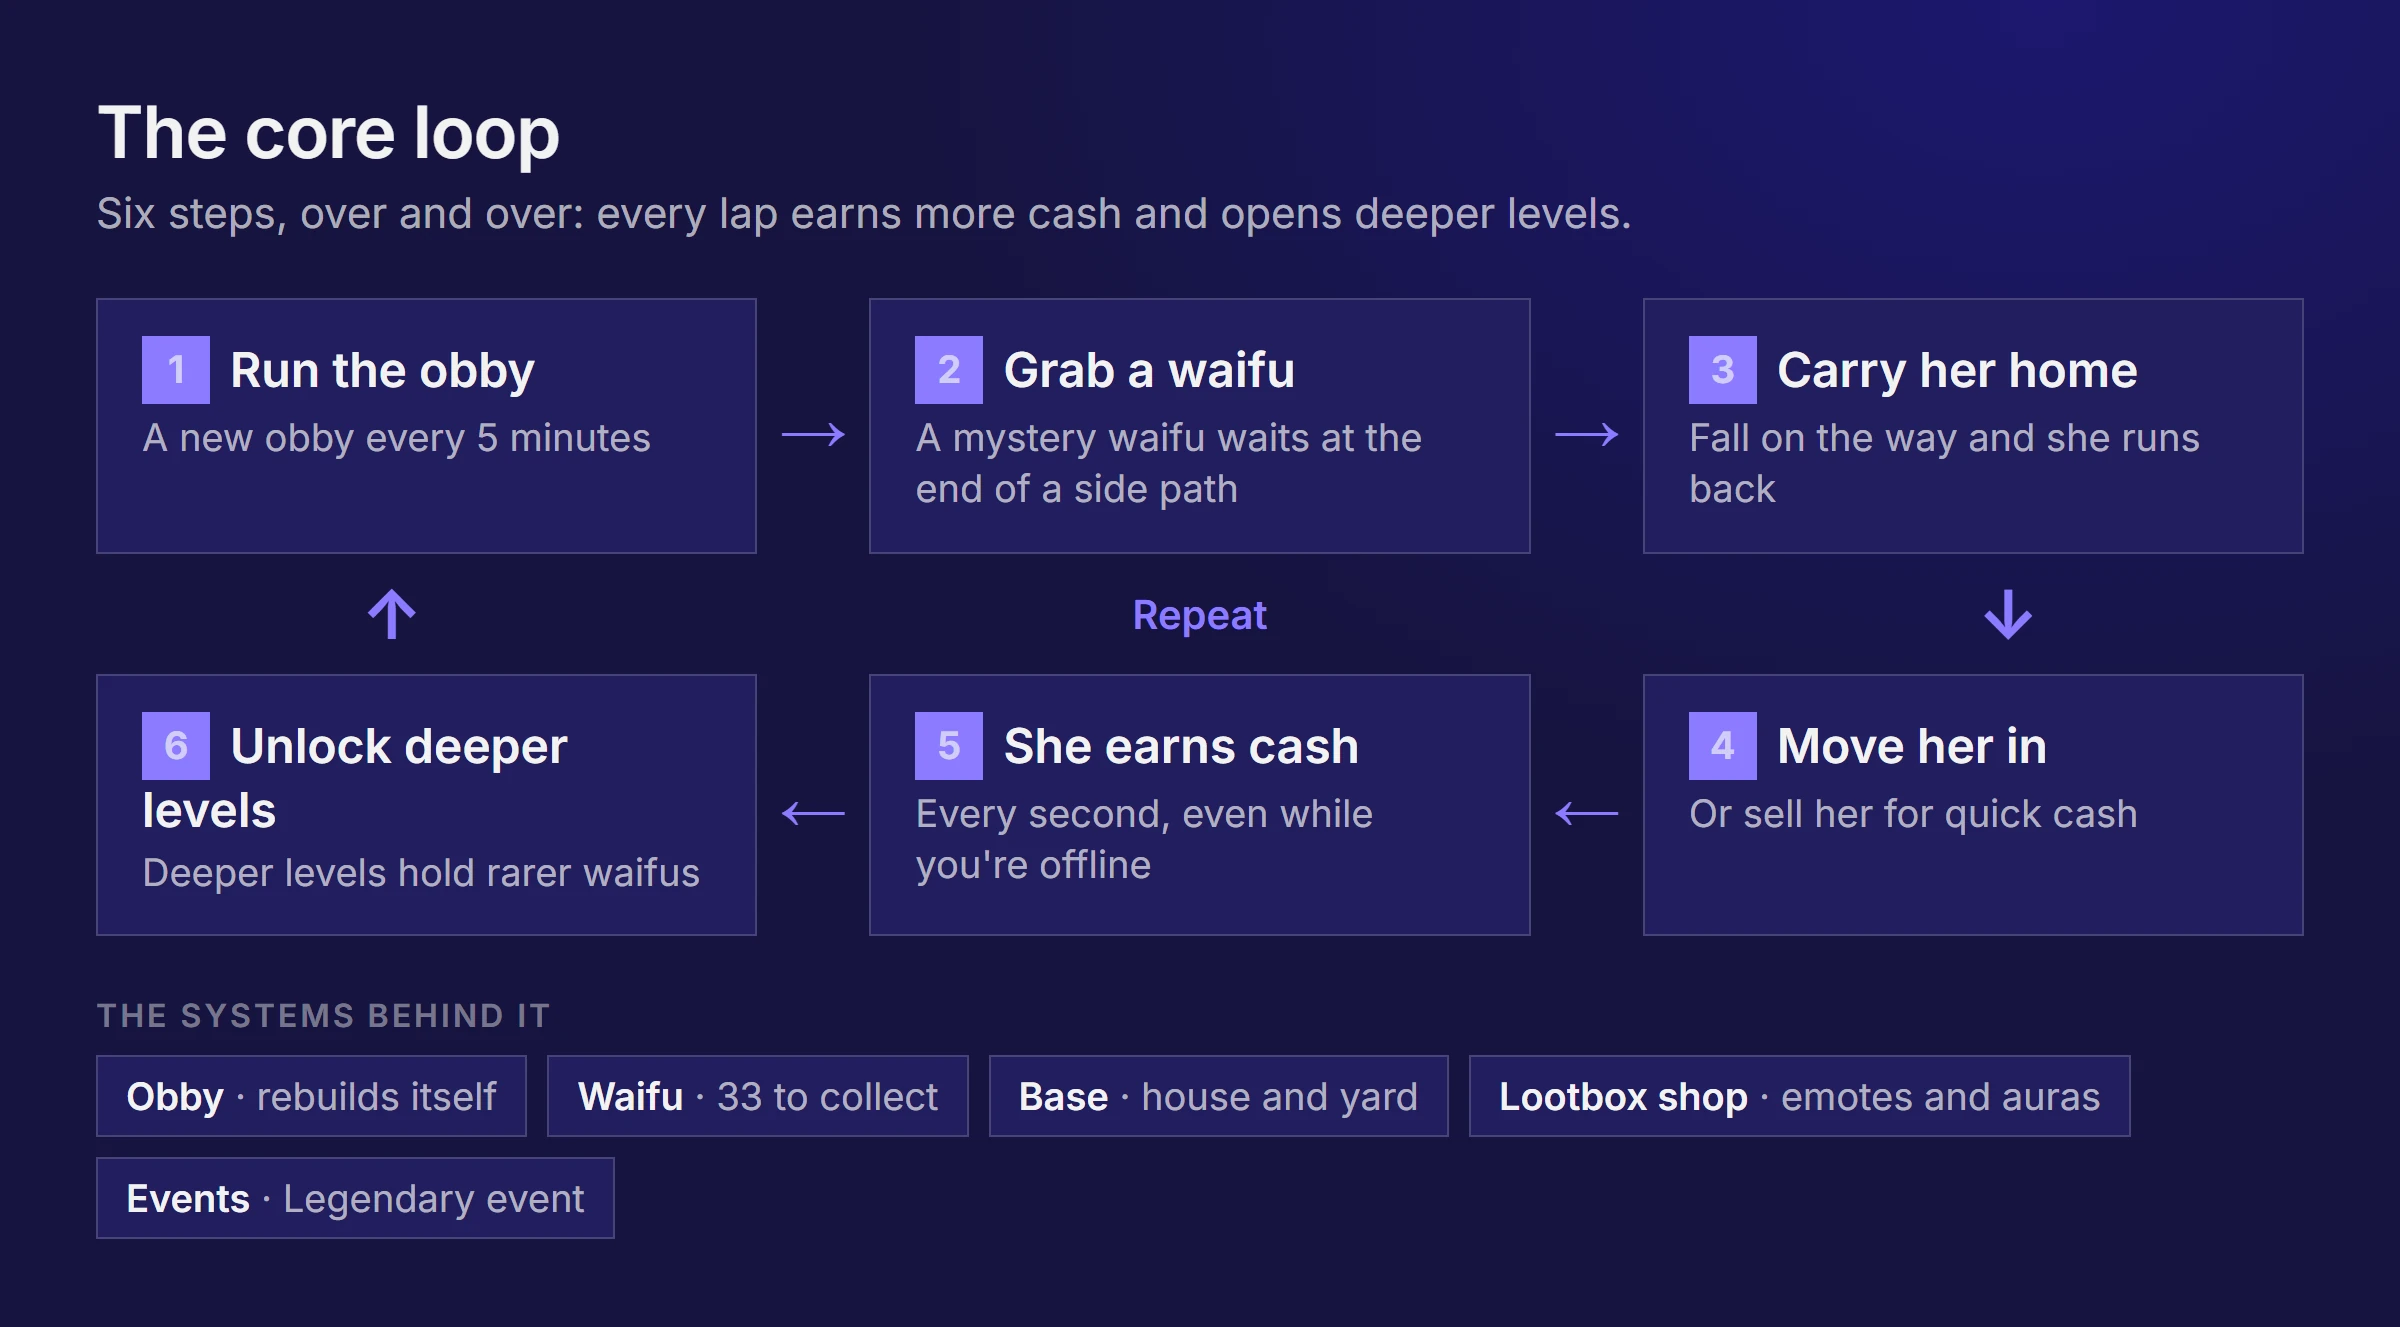 The core loop
Six steps, over and over: every lap earns more cash and opens deeper levels.
1 Run the obby
A new obby every 5 minutes
→
2 Grab a waifu
A mystery waifu waits at the
end of a side path
→
3 Carry her home
Fall on the way and she runs
back
↑
Repeat
↓
6 Unlock deeper
levels
Deeper levels hold rarer waifus
←
5 She earns cash
Every second, even while
you're offline
←
4 Move her in
Or sell her for quick cash
THE SYSTEMS BEHIND IT
Obby · rebuilds itself
Waifu · 33 to collect
Base · house and yard
Lootbox shop · emotes and auras
Events · Legendary event